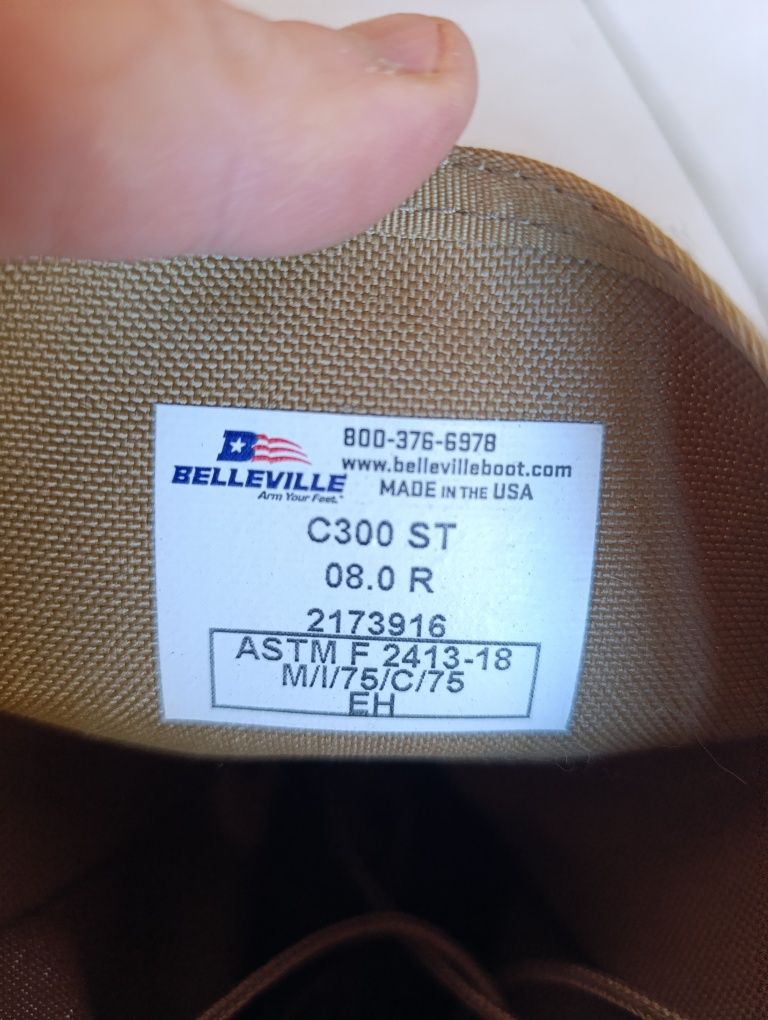 BELLEVILLE
Arm Your Feet.™
800-376-6978
www.bellevilleboot.com
MADE IN THE USA
C300 ST
08.0 R
2173916
ASTM F 2413-18
M/I/75/C/75
EH